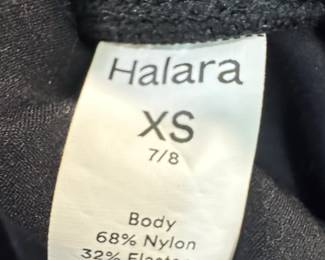 Halara
XS
7/8
Body
68% Nylon
32%